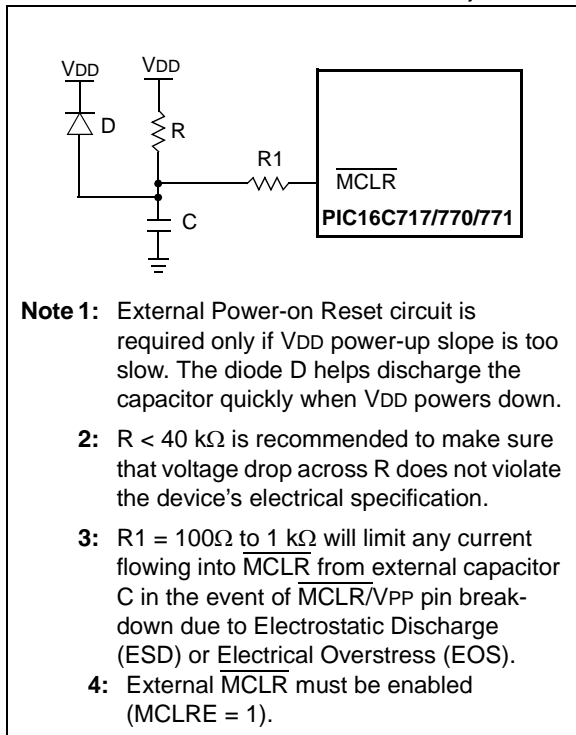 VDD VDD
D
R
R1
MCLR
PIC16C717/770/771
C
Note 1: External Power-on Reset circuit is
required only if VDD power-up slope is too
slow. The diode D helps discharge the
capacitor quickly when VDD powers down.
2: R < 40 kΩ is recommended to make sure
that voltage drop across R does not violate
the device's electrical specification.
3: R1 = 100Ω to 1 kΩ will limit any current
flowing into MCLR from external capacitor
C in the event of MCLR/VPP pin break-
down due to Electrostatic Discharge
(ESD) or Electrical Overstress (EOS).
4: External MCLR must be enabled
(MCLRE = 1).